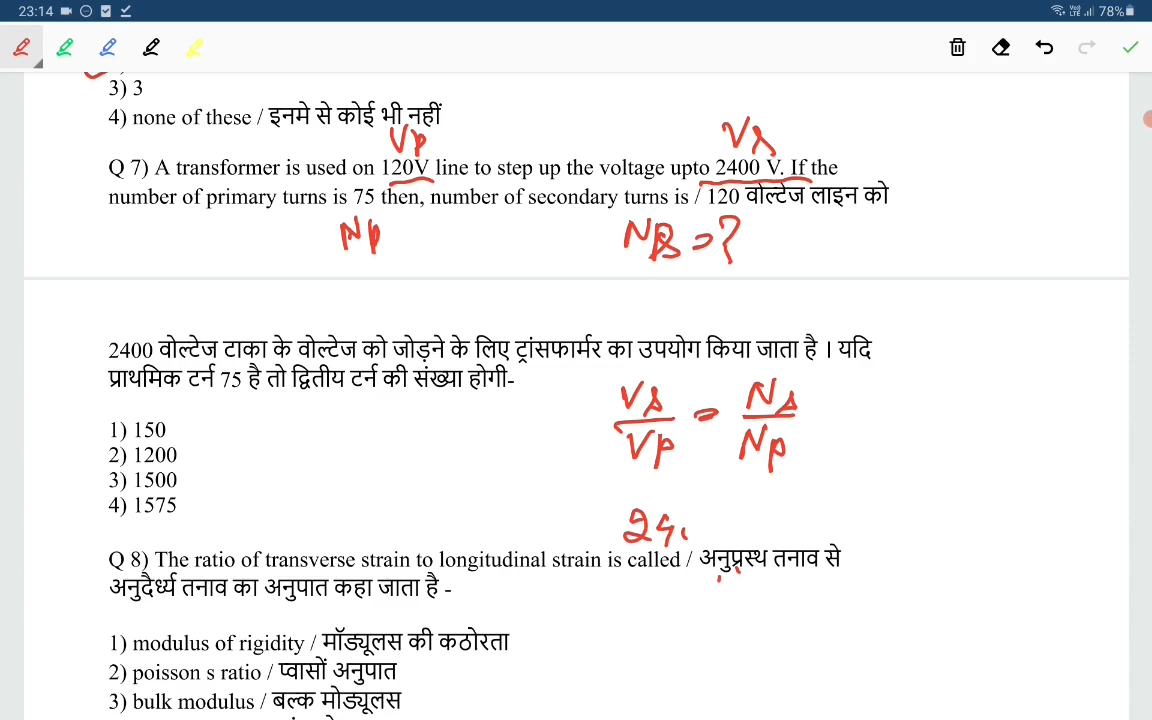 23:14
78%
3) 3
4) none of these / इनमे से कोई भी नहीं
Vp
Vs
Q 7) A transformer is used on 120V line to step up the voltage upto 2400 V. If the
number of primary turns is 75 then, number of secondary turns is / 120 वोल्टेज लाइन को
Np
Ns = ?
2400 वोल्टेज टाका के वोल्टेज को जोड़ने के लिए ट्रांसफार्मर का उपयोग किया जाता है । यदि
प्राथमिक टर्न 75 है तो द्वितीय टर्न की संख्या होगी-
Vs / Vp = Ns / Np
1) 150
2) 1200
3) 1500
4) 1575
24
Q 8) The ratio of transverse strain to longitudinal strain is called / अनुप्रस्थ तनाव से
अनुदैर्ध्य तनाव का अनुपात कहा जाता है -
1) modulus of rigidity / मॉड्यूलस की कठोरता
2) poisson s ratio / प्वासों अनुपात
3) bulk modulus / बल्क मोड्यूलस